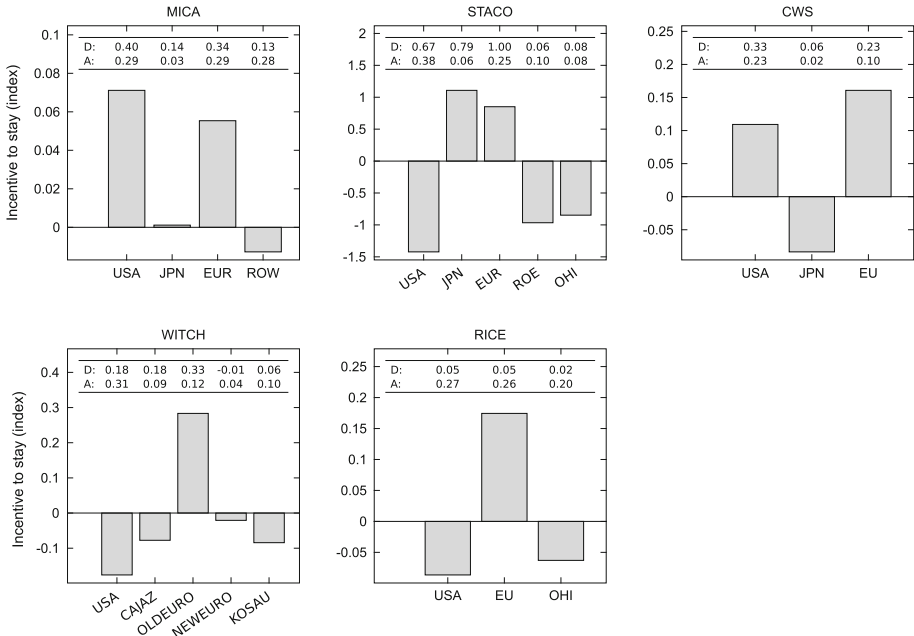 MICA
Incentive to stay (index)
0.1
0.08
0.06
0.04
0.02
0
D: 0.40 0.14 0.34 0.13
A: 0.29 0.03 0.29 0.28
USA JPN EUR ROW
STACO
2
1.5
1
0.5
0
-0.5
-1
-1.5
D: 0.67 0.79 1.00 0.06 0.08
A: 0.38 0.06 0.25 0.10 0.08
USA JPN EUR ROE OHI
CWS
0.25
0.2
0.15
0.1
0.05
0
-0.05
D: 0.33 0.06 0.23
A: 0.23 0.02 0.10
USA JPN EU
WITCH
Incentive to stay (index)
0.4
0.3
0.2
0.1
0
-0.1
D: 0.18 0.18 0.33 -0.01 0.06
A: 0.31 0.09 0.12 0.04 0.10
USA CAJAZ OLDEURO NEWEURO KOSAU
RICE
0.25
0.2
0.15
0.1
0.05
0
-0.05
D: 0.05 0.05 0.02
A: 0.27 0.26 0.20
USA EU OHI